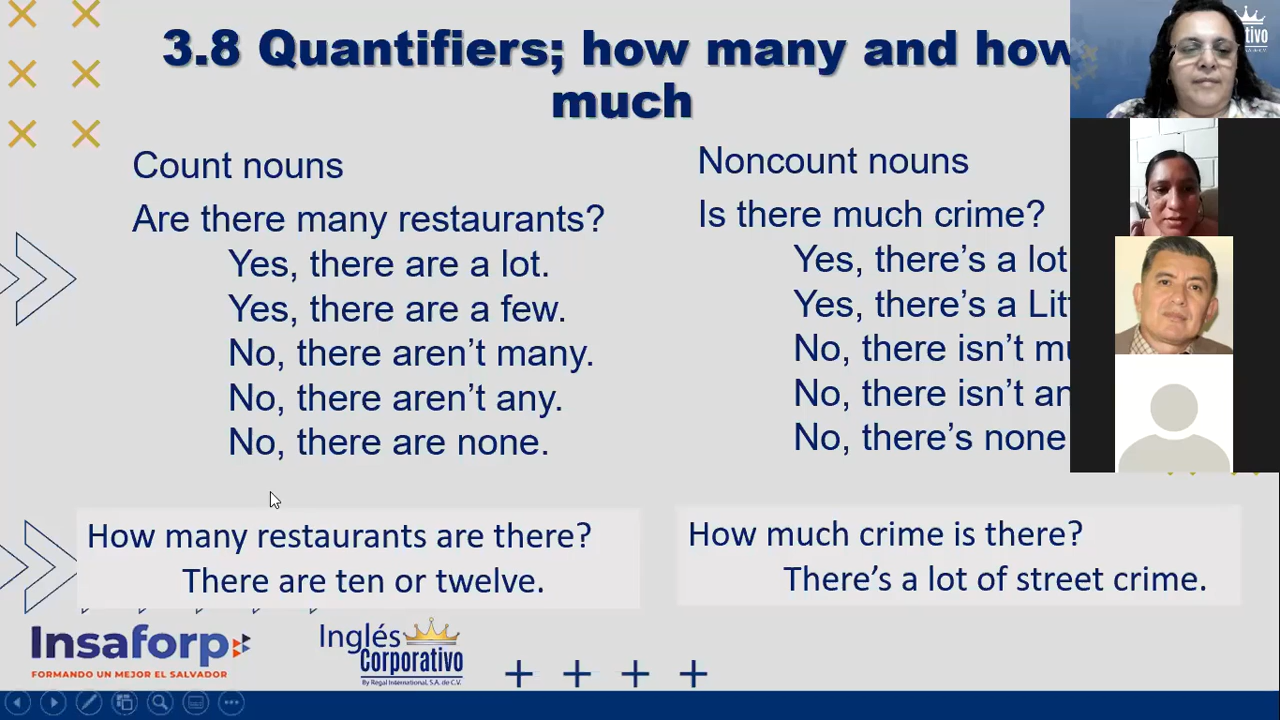 3.8 Quantifiers; how many and how
much
Count nouns
Are there many restaurants?
Yes, there are a lot.
Yes, there are a few.
No, there aren't many.
No, there aren't any.
No, there are none.
Noncount nouns
Is there much crime?
Yes, there's a lot
Yes, there's a
No, there isn't
No, there isn't
No, there's none
How many restaurants are there?
There are ten or twelve.
How much crime is there?
There's a lot of street crime.
Insaforp
FORMANDO UN MEJOR EL SALVADOR
Inglés
Corporativo
By Regal International, S.A. de C.V.